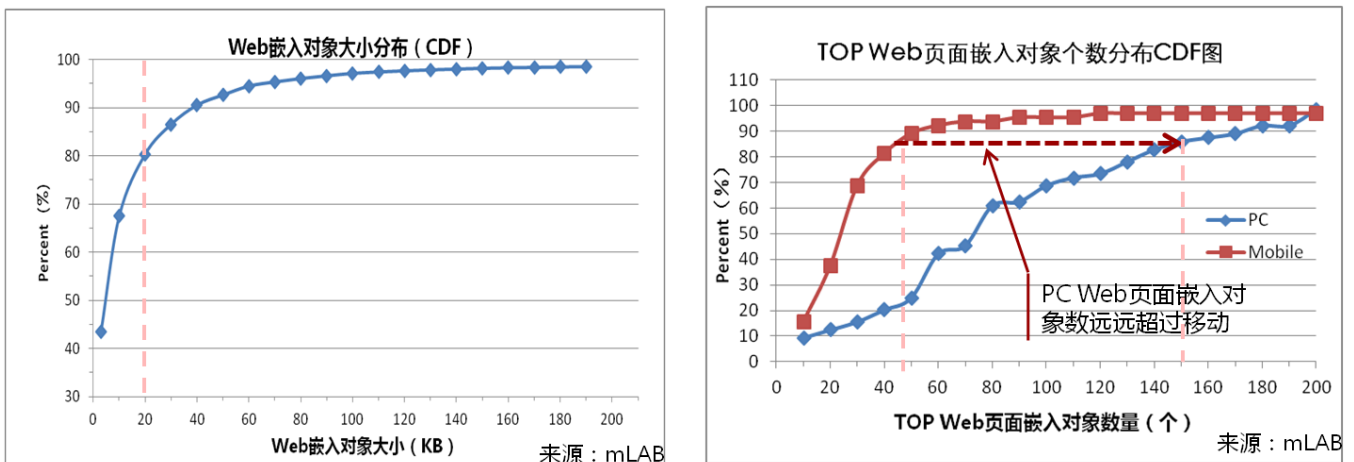 Web嵌入对象大小分布（CDF）
100
90
80
70
60
50
40
30
Percent（%）
0 20 40 60 80 100 120 140 160 180 200
Web嵌入对象大小（KB）
来源：mLAB
TOP Web页面嵌入对象个数分布CDF图
110
100
90
80
70
60
50
40
30
20
10
0
Percent（%）
PC
Mobile
PC Web页面嵌入对
象数远远超过移动
0 20 40 60 80 100 120 140 160 180 200
TOP Web页面嵌入对象数量（个）
来源：mLAB